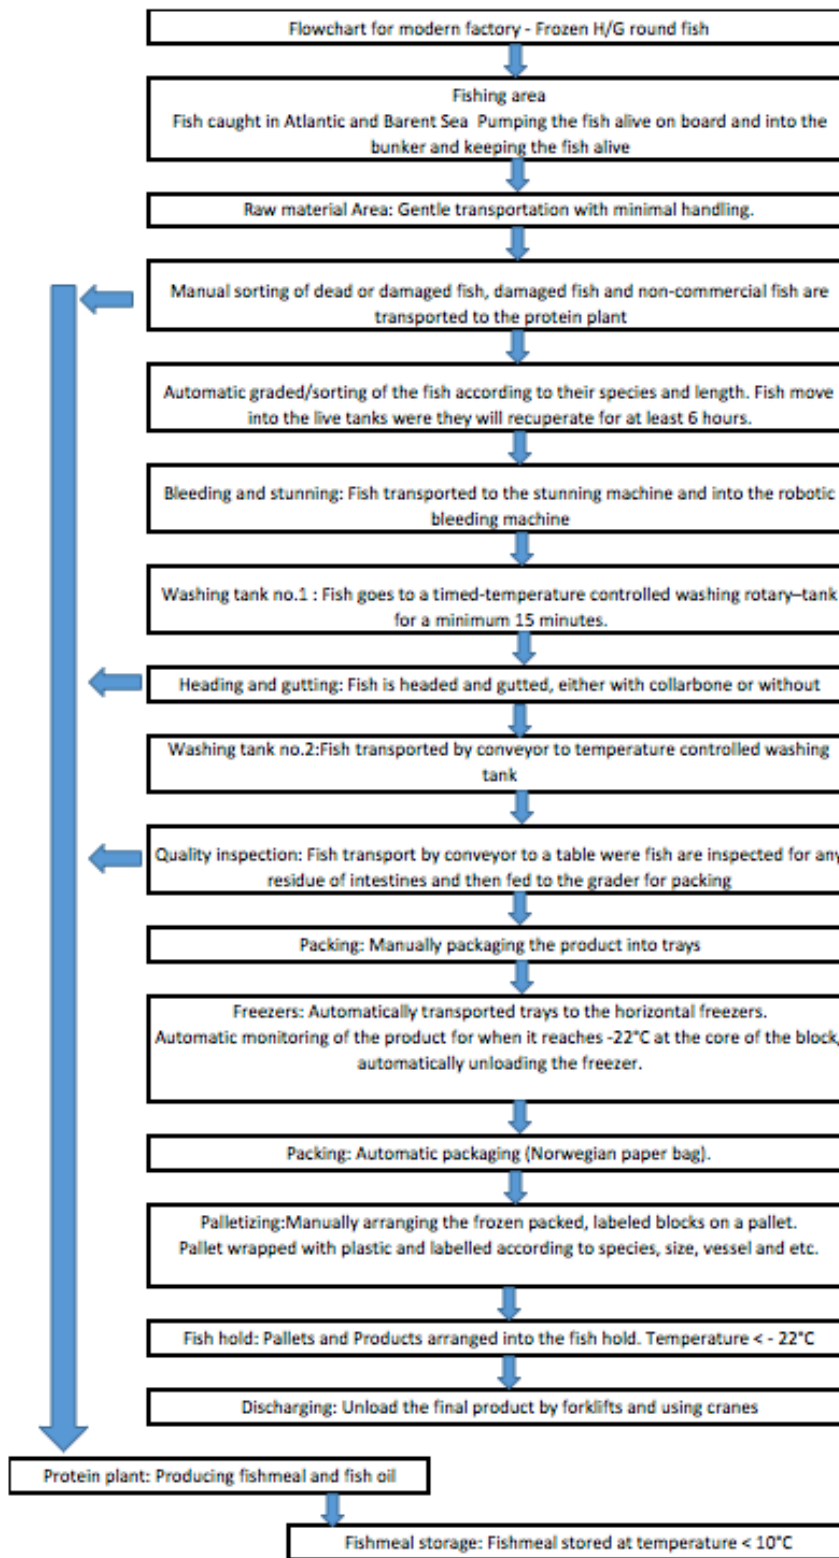 Flowchart for modern factory - Frozen H/G round fish
Fishing area
Fish caught in Atlantic and Barent Sea  Pumping the fish alive on board and into the
bunker and keeping the fish alive
Raw material Area: Gentle transportation with minimal handling.
Manual sorting of dead or damaged fish, damaged fish and non-commercial fish are
transported to the protein plant
Automatic graded/sorting of the fish according to their species and length. Fish move
into the live tanks were they will recuperate for at least 6 hours.
Bleeding and stunning: Fish transported to the stunning machine and into the robotic
bleeding machine
Washing tank no.1 : Fish goes to a timed-temperature controlled washing rotary–tank
for a minimum 15 minutes.
Heading and gutting: Fish is headed and gutted, either with collarbone or without
Washing tank no.2:Fish transported by conveyor to temperature controlled washing
tank
Quality inspection: Fish transport by conveyor to a table were fish are inspected for any
residue of intestines and then fed to the grader for packing
Packing: Manually packaging the product into trays
Freezers: Automatically transported trays to the horizontal freezers.
Automatic monitoring of the product for when it reaches -22°C at the core of the block,
automatically unloading the freezer.
Packing: Automatic packaging (Norwegian paper bag).
Palletizing:Manually arranging the frozen packed, labeled blocks on a pallet.
Pallet wrapped with plastic and labelled according to species, size, vessel and etc.
Fish hold: Pallets and Products arranged into the fish hold. Temperature < - 22°C
Discharging: Unload the final product by forklifts and using cranes
Protein plant: Producing fishmeal and fish oil
Fishmeal storage: Fishmeal stored at temperature < 10°C